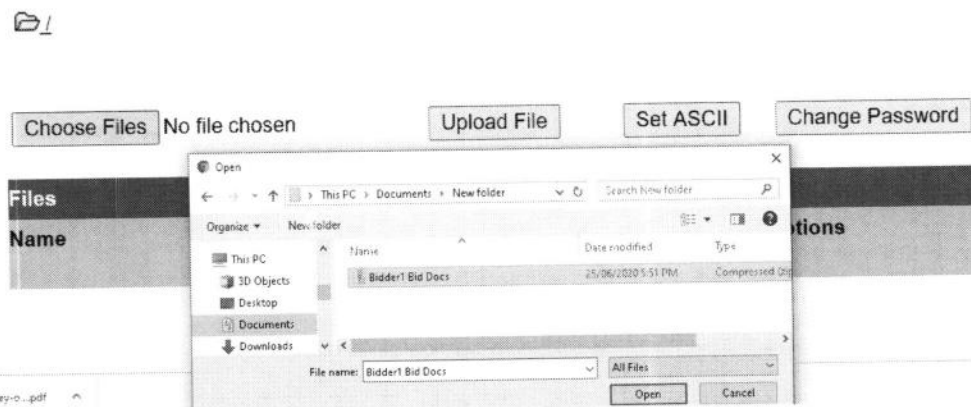 /
Choose Files No file chosen Upload File Set ASCII Change Password
Open
This PC > Documents > New folder Search New folder
Files
Organize New folder
Name Date modified Type
This PC
Bidder1 Bid Docs 25/06/2020 5:51 PM Compressed (zip
3D Objects
Desktop
Documents
Downloads
File name: Bidder1 Bid Docs All Files
Open Cancel
Name
ptions
...pdf